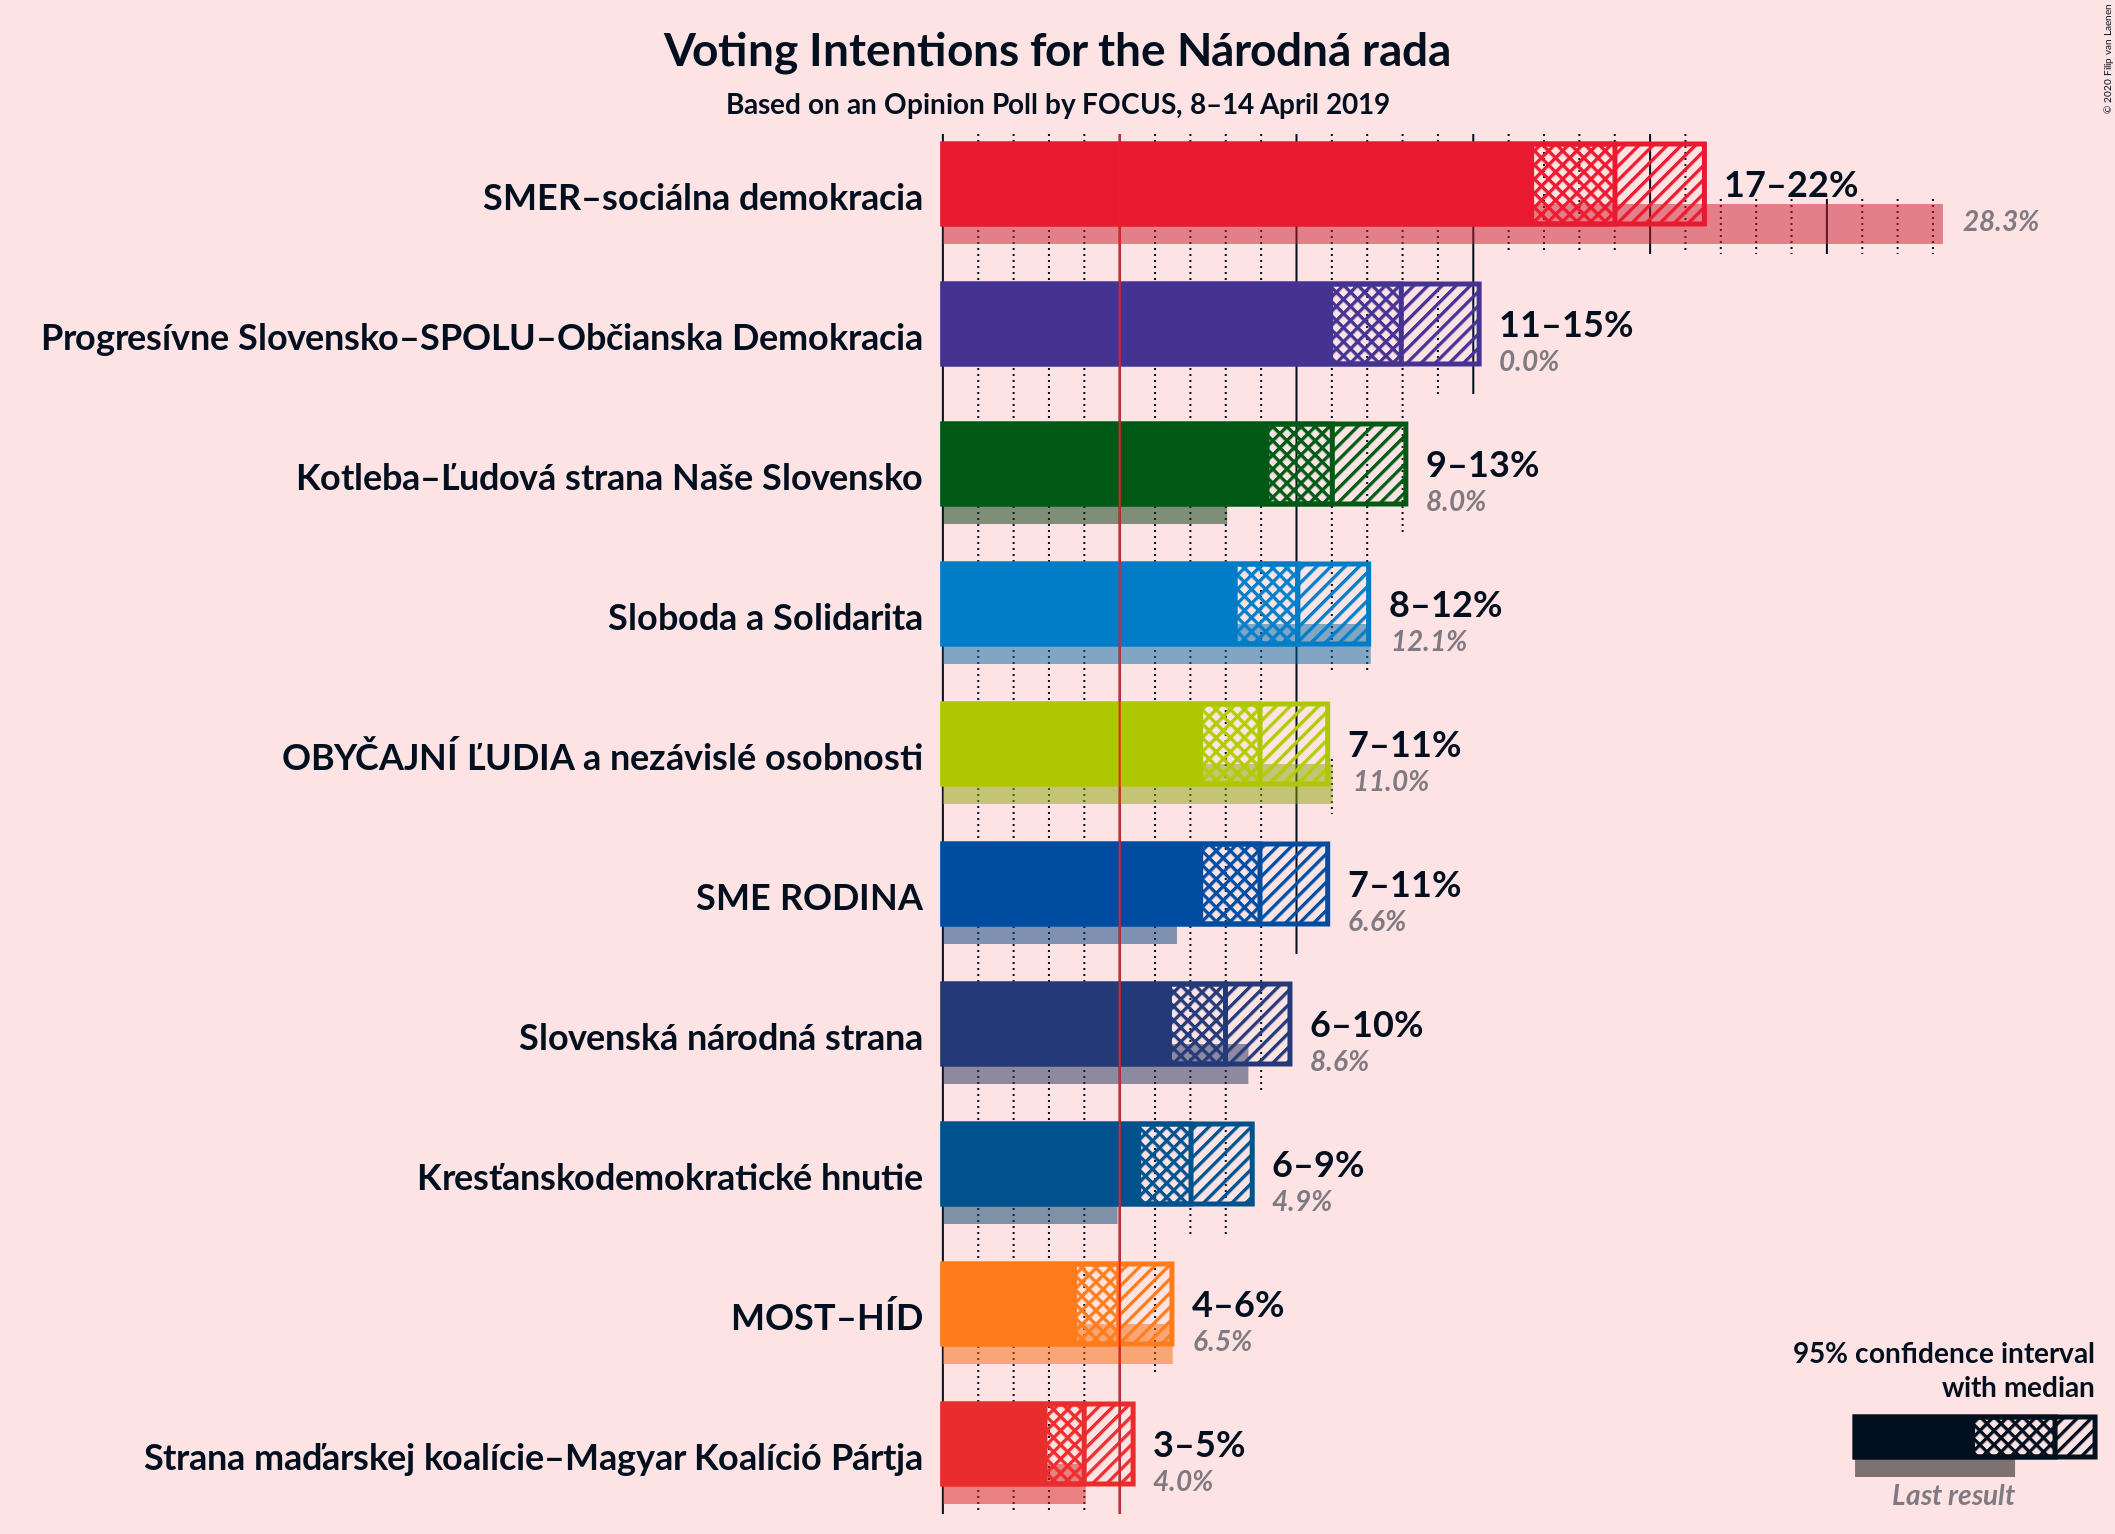 Voting Intentions for the Národná rada
Based on an Opinion Poll by FOCUS, 8–14 April 2019
© 2020 Filip van Laenen
SMER–sociálna demokracia
17–22%
28.3%
Progresívne Slovensko–SPOLU–Občianska Demokracia
11–15%
0.0%
Kotleba–Ľudová strana Naše Slovensko
9–13%
8.0%
Sloboda a Solidarita
8–12%
12.1%
OBYČAJNÍ ĽUDIA a nezávislé osobnosti
7–11%
11.0%
SME RODINA
7–11%
6.6%
Slovenská národná strana
6–10%
8.6%
Kresťanskodemokratické hnutie
6–9%
4.9%
MOST–HÍD
4–6%
6.5%
Strana maďarskej koalície–Magyar Koalíció Pártja
3–5%
4.0%
95% confidence interval
with median
Last result